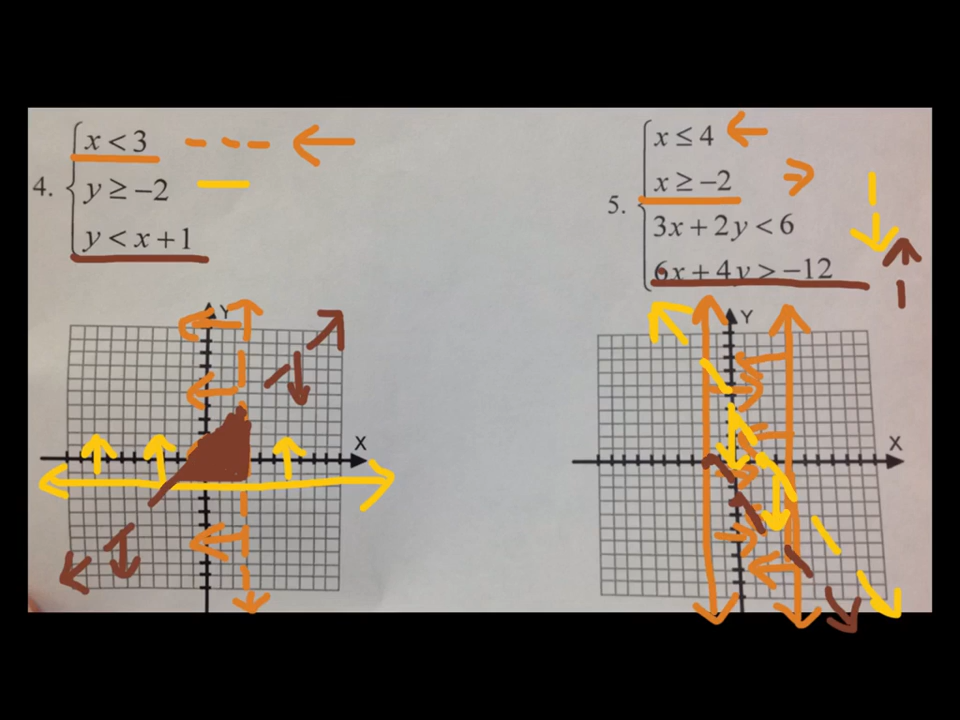 4.
x < 3
y ≥ −2
y < x + 1
5.
x ≤ 4
x ≥ −2
3x + 2y < 6
6x + 4y > −12
Y
X
Y
X